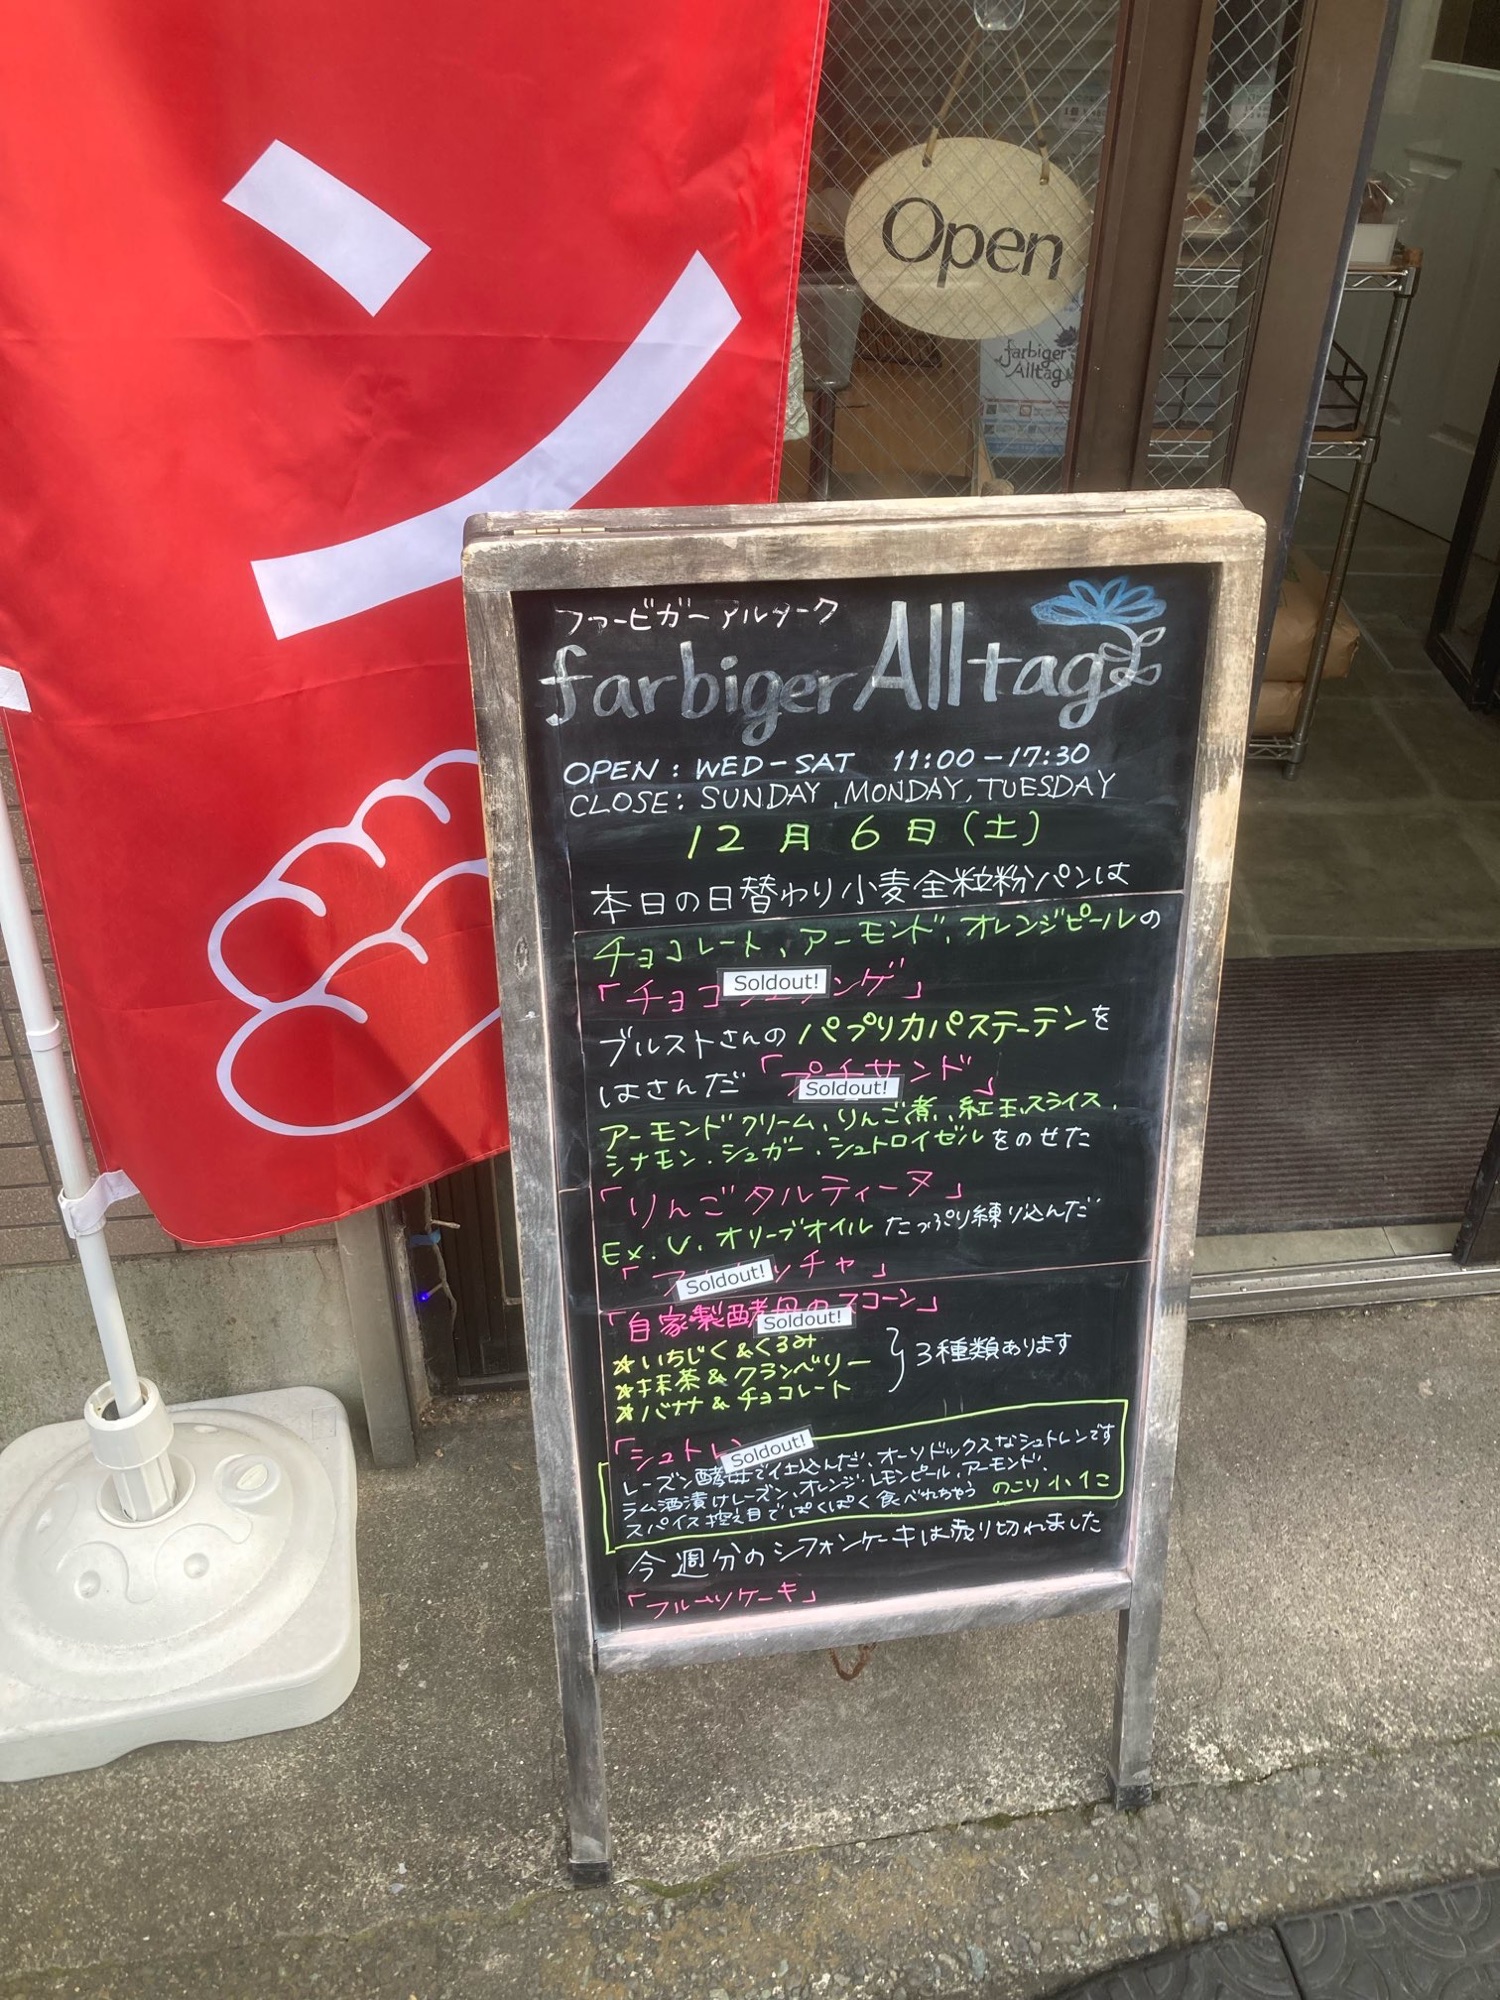 ン
Open
farbiger
Alltag
ファービガーアルターク
farbiger Alltag
OPEN : WED-SAT 11:00-17:30
CLOSE: SUNDAY, MONDAY, TUESDAY
12月6日(土)
本日の日替わり小麦全粒粉パンは
チョコレート、アーモンド、オレンジピールの
「チョコ Soldout! ンゲ」
ブルストさんのパプリカパステーテンを
はさんだ「プチサンド」
Soldout!
アーモンドクリーム、りんご煮、紅玉スライス、
シナモン、シュガー、シュトロイゼルをのせた
「りんごタルティーヌ」
Ex.V.オリーブオイルたっぷり練り込んだ
「フォ Soldout! ッチャ」
「自家製酵母のスコーン」
Soldout!
☆いちじく&くるみ
☆抹茶&クランベリー
☆バナナ&チョコレート
}3種類あります
「シュトレン Soldout!
レーズン酵母で仕込んだ、オーソドックスなシュトレンです
ラム酒漬けレーズン、オレンジ・レモンピール、アーモンド、
スパイス控え目でぱくぱく食べれちゃう のこり小1こ
今週分のシフォンケーキは売り切れました
「フルーツケーキ」